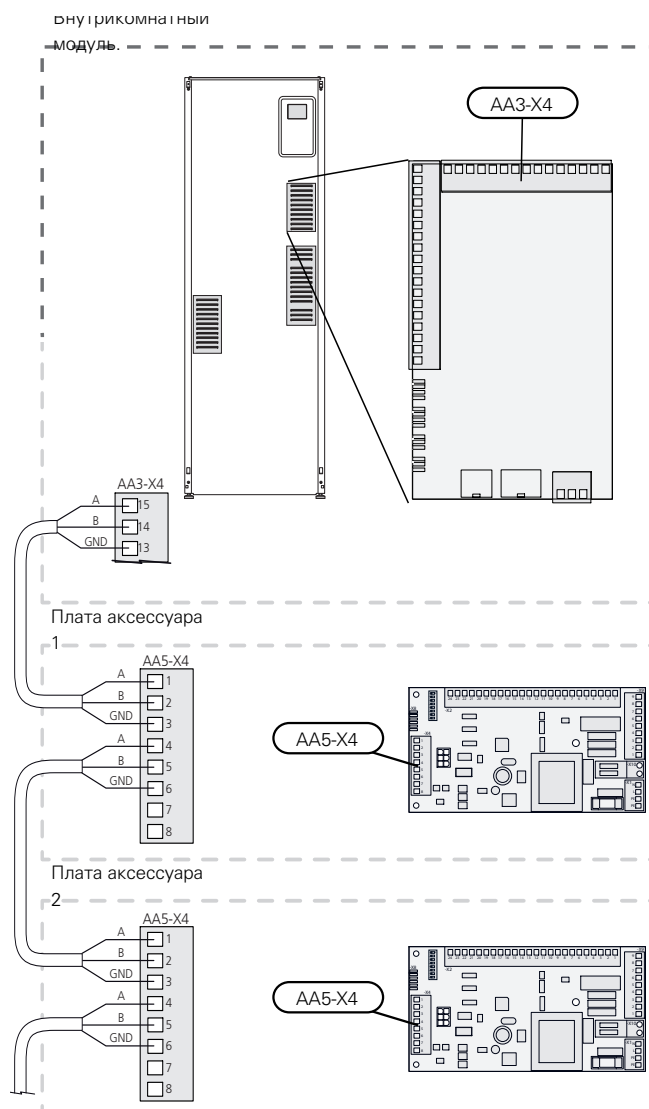 Внутрикомнатный
модуль.
AA3-X4
AA3-X4
A
15
B
14
GND
13
Плата аксессуара
1
AA5-X4
A
1
B
2
GND
3
A
4
B
5
GND
6
7
8
AA5-X4
Плата аксессуара
2
AA5-X4
A
1
B
2
GND
3
A
4
B
5
GND
6
7
8
AA5-X4